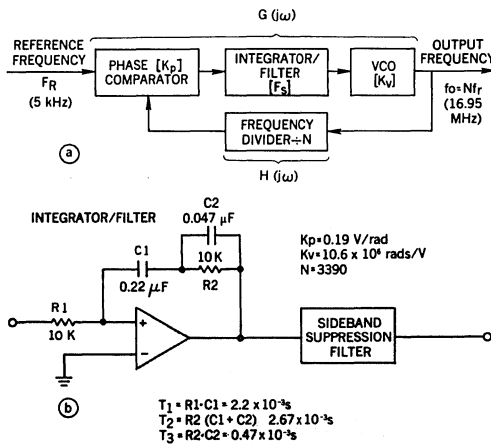 G (jω)
REFERENCE FREQUENCY
FR
(5 kHz)
PHASE [Kp] COMPARATOR
INTEGRATOR/ FILTER [Fs]
VCO [Kv]
OUTPUT FREQUENCY
fo=Nfr
(16.95 MHz)
FREQUENCY DIVIDER÷N
H (jω)
a
INTEGRATOR/FILTER
C2
0.047 μF
C1
0.22 μF
10K
R2
R1
10 K
+
−
Kp=0.19 V/rad
Kv=10.6 x 10⁶ rads/V
N=3390
SIDEBAND SUPPRESSION FILTER
b
T1 = R1·C1 = 2.2 x 10⁻³s
T2 = R2 (C1 + C2) 2.67 x 10⁻³s
T3 = R2·C2 = 0.47 x 10⁻³s